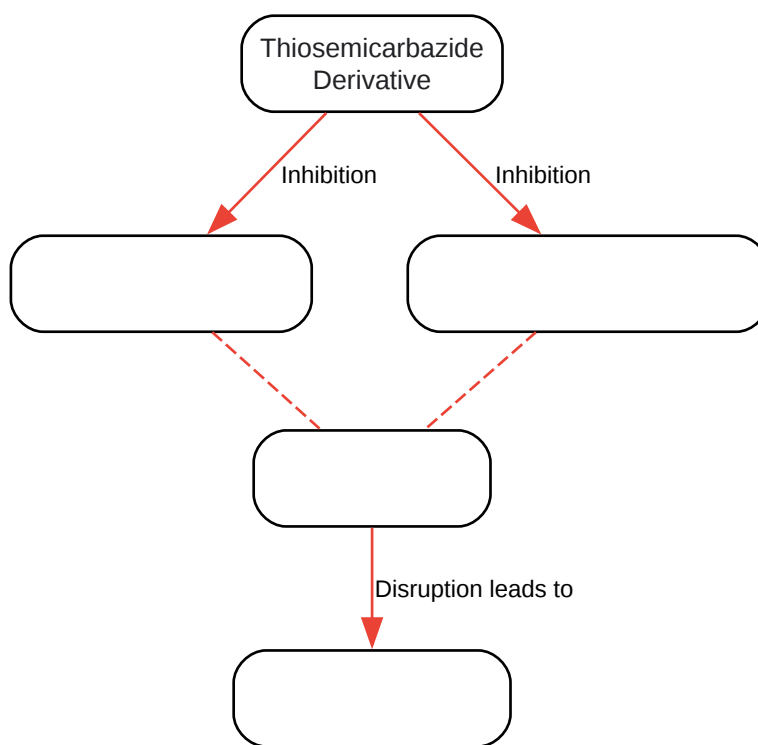 Thiosemicarbazide
Derivative
Inhibition
Inhibition
Disruption leads to